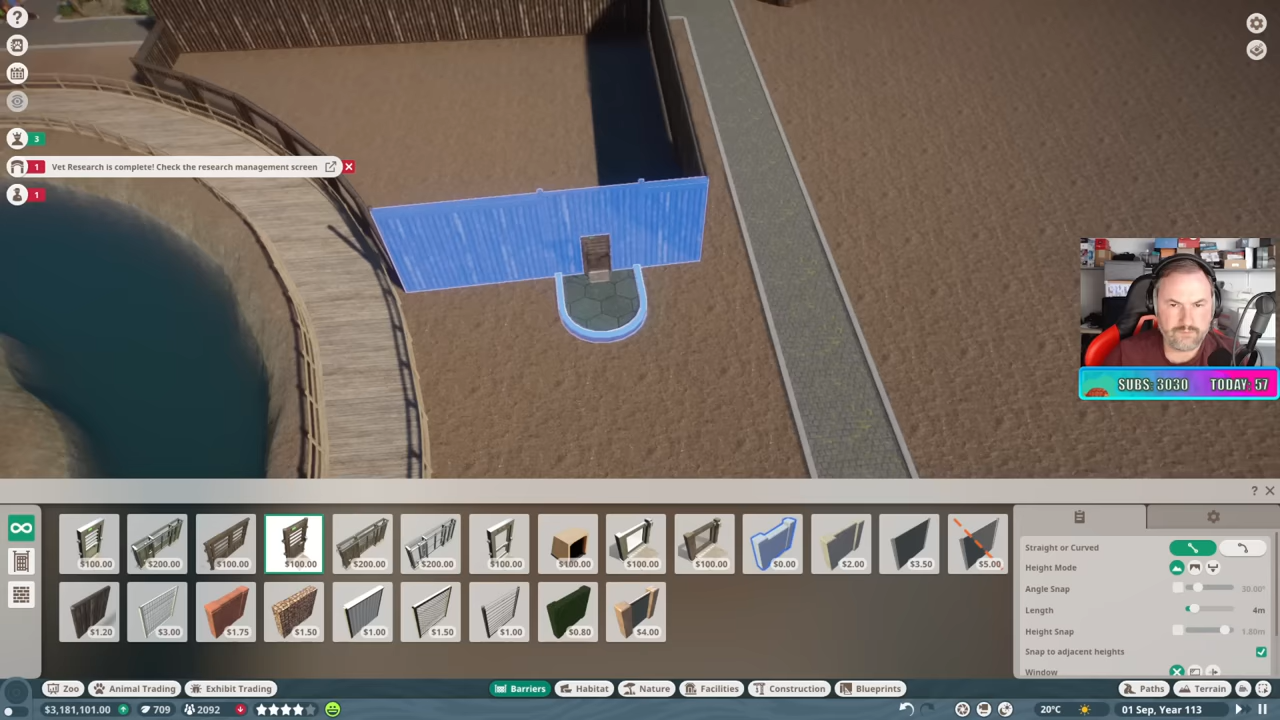 ?
3
1 Vet Research is complete! Check the research management screen
1
SUBS: 3030 TODAY: 57
?
$100.00 $200.00 $100.00 $100.00 $200.00 $200.00 $100.00 $100.00 $100.00 $100.00 $0.00 $2.00 $3.50 $5.00
$1.20 $3.00 $1.75 $1.50 $1.00 $1.50 $1.00 $0.80 $4.00
Straight or Curved
Height Mode
Angle Snap 30.00°
Length 4m
Height Snap 1.80m
Snap to adjacent heights
Window
Zoo Animal Trading Exhibit Trading Barriers Habitat Nature Facilities Construction Blueprints Paths Terrain
$3,181,101.00 709 2092 20°C 01 Sep, Year 113